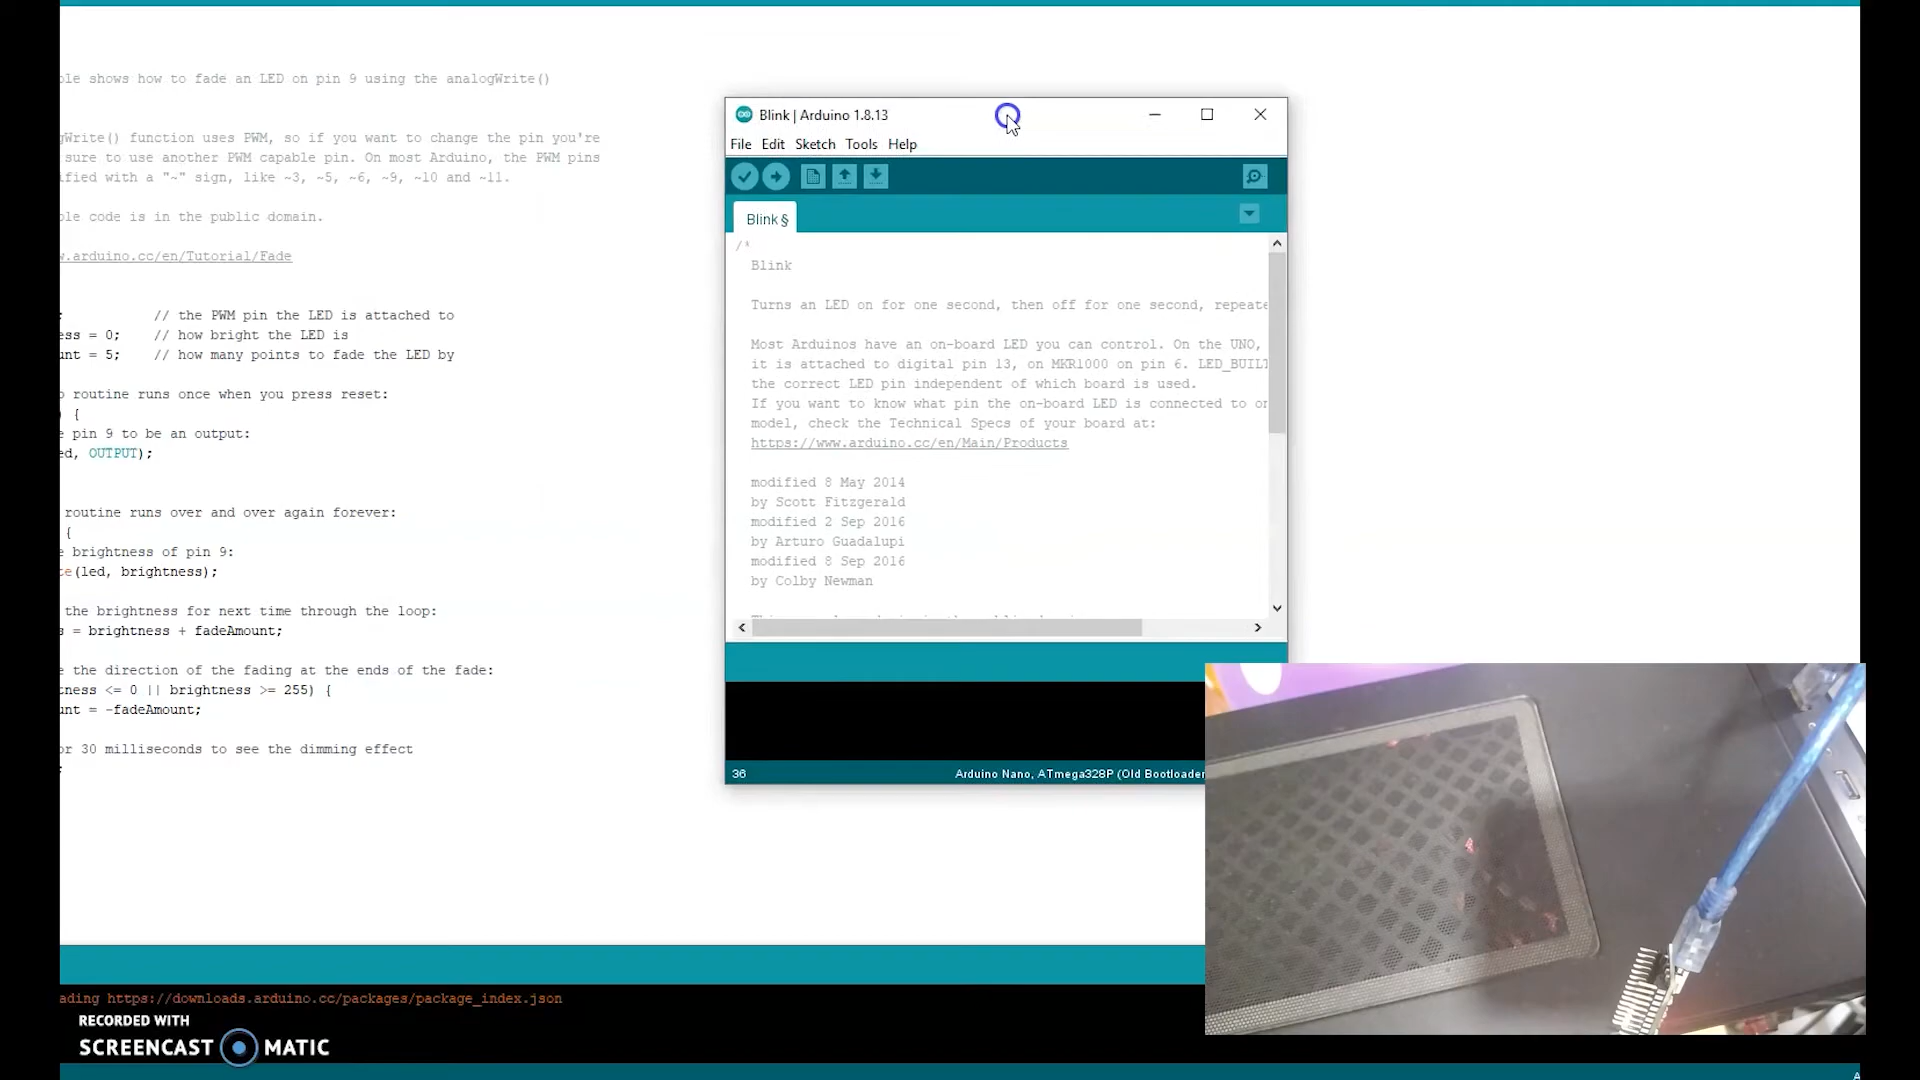 ple shows how to fade an LED on pin 9 using the analogWrite()
gWrite() function uses PWM, so if you want to change the pin you're
sure to use another PWM capable pin. On most Arduino, the PWM pins
ified with a "~" sign, like ~3, ~5, ~6, ~9, ~10 and ~11.
ple code is in the public domain.
w.arduino.cc/en/Tutorial/Fade
; // the PWM pin the LED is attached to
ess = 0; // how bright the LED is
unt = 5; // how many points to fade the LED by
p routine runs once when you press reset:
) {
e pin 9 to be an output:
ed, OUTPUT);
routine runs over and over again forever:
{
e brightness of pin 9:
te(led, brightness);
the brightness for next time through the loop:
s = brightness + fadeAmount;
e the direction of the fading at the ends of the fade:
tness <= 0 || brightness >= 255) {
unt = -fadeAmount;
or 30 milliseconds to see the dimming effect
;
ading https://downloads.arduino.cc/packages/package_index.json
RECORDED WITH
SCREENCAST MATIC
Blink | Arduino 1.8.13
File Edit Sketch Tools Help
Blink §
/*
Blink
Turns an LED on for one second, then off for one second, repeate
Most Arduinos have an on-board LED you can control. On the UNO,
it is attached to digital pin 13, on MKR1000 on pin 6. LED_BUIL
the correct LED pin independent of which board is used.
If you want to know what pin the on-board LED is connected to on
model, check the Technical Specs of your board at:
https://www.arduino.cc/en/Main/Products
modified 8 May 2014
by Scott Fitzgerald
modified 2 Sep 2016
by Arturo Guadalupi
modified 8 Sep 2016
by Colby Newman
36
Arduino Nano, ATmega328P (Old Bootloader